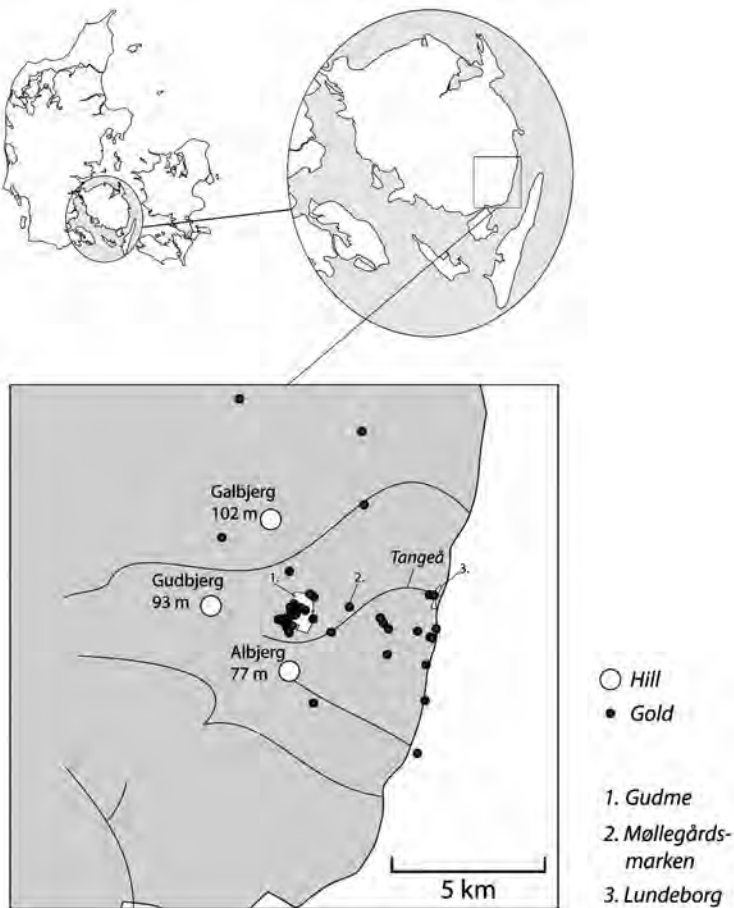 Galbjerg
102 m
Tangeå
1.
2.
3.
Gudbjerg
93 m
Albjerg
77 m
5 km
Hill
Gold
1. Gudme
2. Møllegårds-
marken
3. Lundeborg